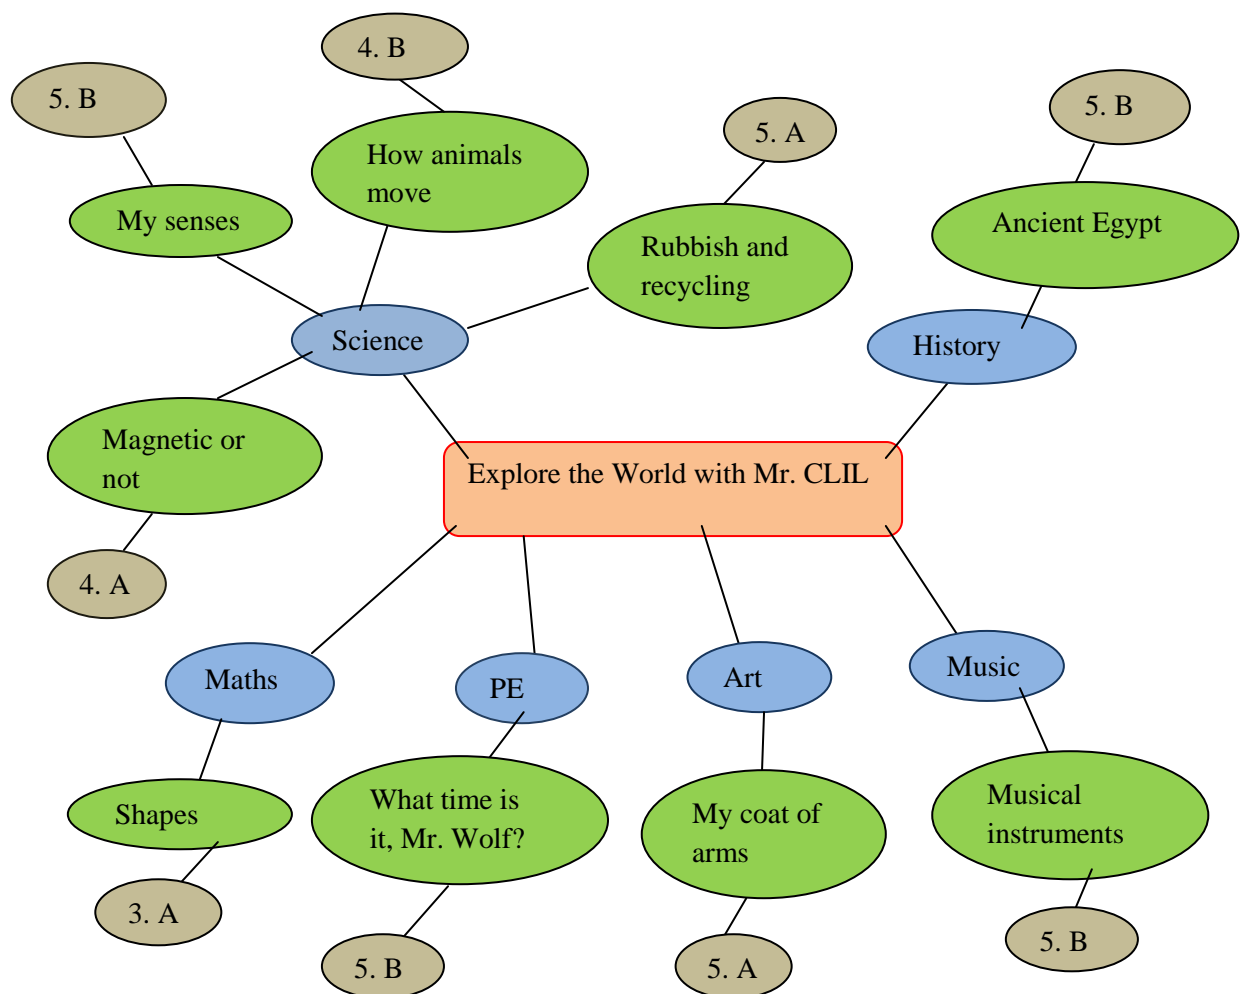 4. B
5. B
5. B
5. A
How animals
move
My senses
Ancient Egypt
Rubbish and
recycling
Science
History
Magnetic or
not
Explore the World with Mr. CLIL
4. A
Maths
PE
Art
Music
Shapes
What time is
it, Mr. Wolf?
My coat of
arms
Musical
instruments
3. A
5. B
5. A
5. B